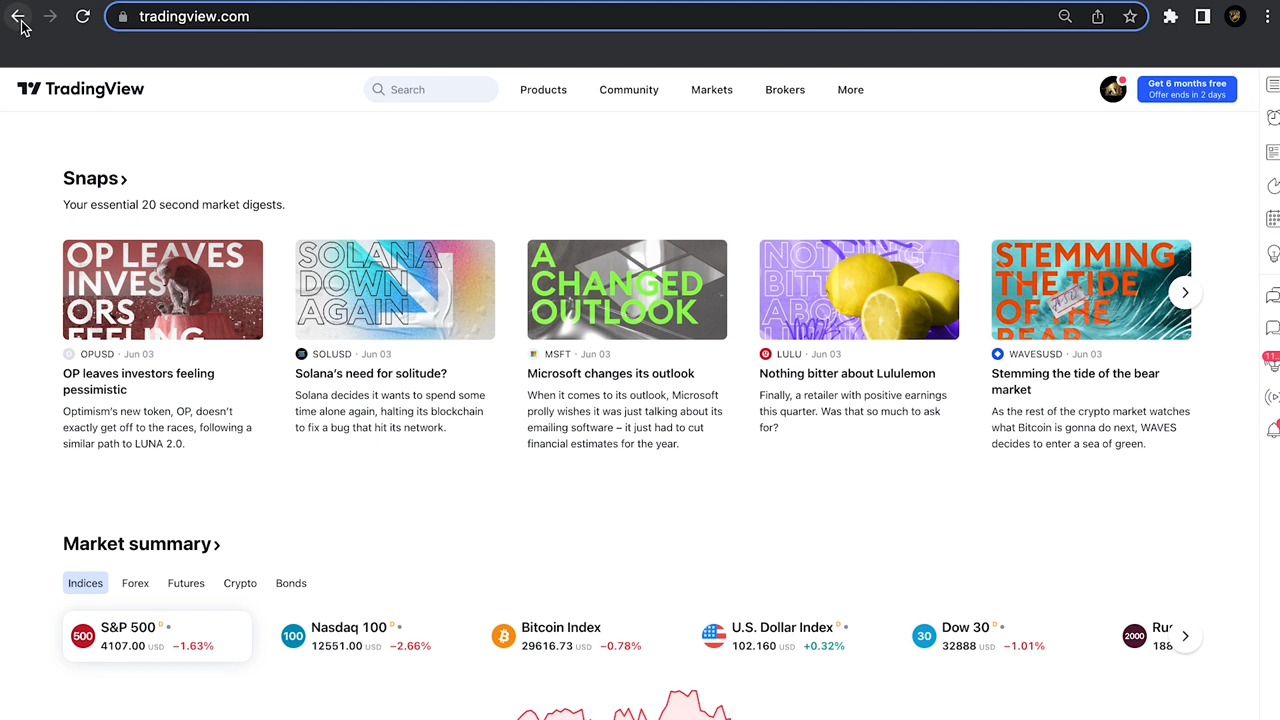 tradingview.com
TradingView
Search
Products
Community
Markets
Brokers
More
Get 6 months free
Offer ends in 2 days
Snaps
Your essential 20 second market digests.
OP LEAVES
INVES
ORS
FEELING
OPUSD · Jun 03
OP leaves investors feeling
pessimistic
Optimism's new token, OP, doesn't
exactly get off to the races, following a
similar path to LUNA 2.0.
SOLANA
DOWN
AGAIN
SOLUSD · Jun 03
Solana's need for solitude?
Solana decides it wants to spend some
time alone again, halting its blockchain
to fix a bug that hit its network.
A
CHANGED
OUTLOOK
MSFT · Jun 03
Microsoft changes its outlook
When it comes to its outlook, Microsoft
prolly wishes it was just talking about its
emailing software – it just had to cut
financial estimates for the year.
NOTHING
BITT
ABO
LULU · Jun 03
Nothing bitter about Lululemon
Finally, a retailer with positive earnings
this quarter. Was that so much to ask
for?
STEMMING
THE TIDE
OF THE
BEAR
WAVESUSD · Jun 03
Stemming the tide of the bear
market
As the rest of the crypto market watches
what Bitcoin is gonna do next, WAVES
decides to enter a sea of green.
11...
Market summary
Indices
Forex
Futures
Crypto
Bonds
500
S&P 500 D
4107.00 USD −1.63%
100
Nasdaq 100 D
12551.00 USD −2.66%
Bitcoin Index
29616.73 USD −0.78%
U.S. Dollar Index D
102.160 USD +0.32%
30
Dow 30 D
32888 USD −1.01%
2000
Ru
188